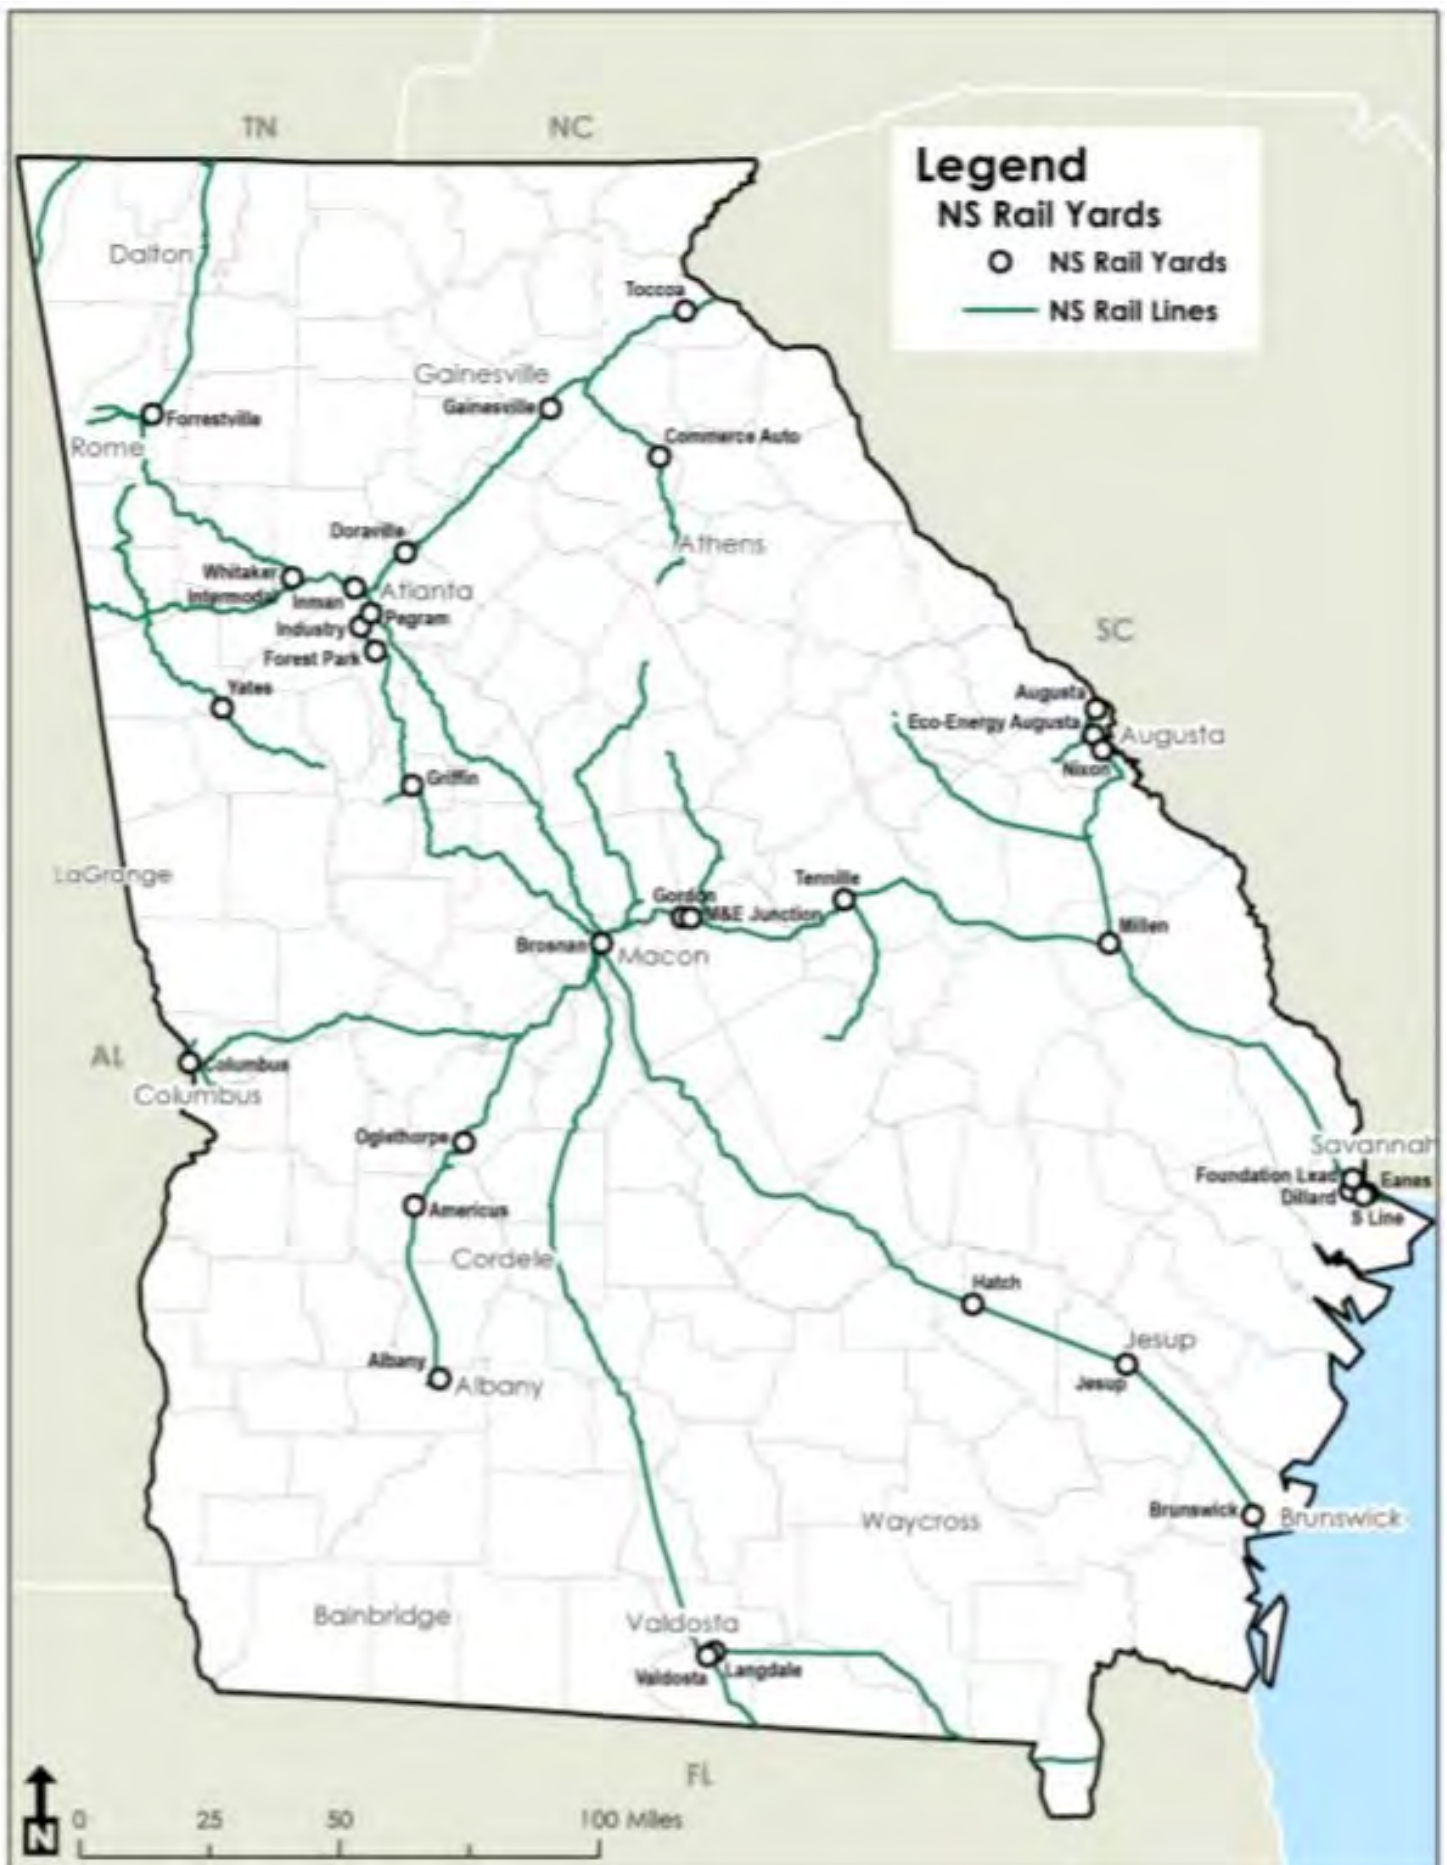 TN
NC
Legend
NS Rail Yards
NS Rail Yards
NS Rail Lines
Dalton
Toccoa
Gainesville
Gainesville
Forrestville
Rome
Commerce Auto
Doraville
Athens
Whitaker
Intermodal
Inman
Atlanta
Pegram
Industry
Forest Park
SC
Yates
Augusta
Eco-Energy Augusta
Augusta
Nixon
Griffin
LaGrange
Tennille
Gordon
M&E Junction
Millen
Brosnan
Macon
AL
Columbus
Columbus
Oglethorpe
Savannah
Foundation Lead
Eanes
Dillard
S Line
Americus
Cordele
Hatch
Jesup
Jesup
Albany
Albany
Brunswick
Brunswick
Waycross
Bainbridge
Valdosta
Valdosta
Langdale
FL
N
0 25 50 100 Miles